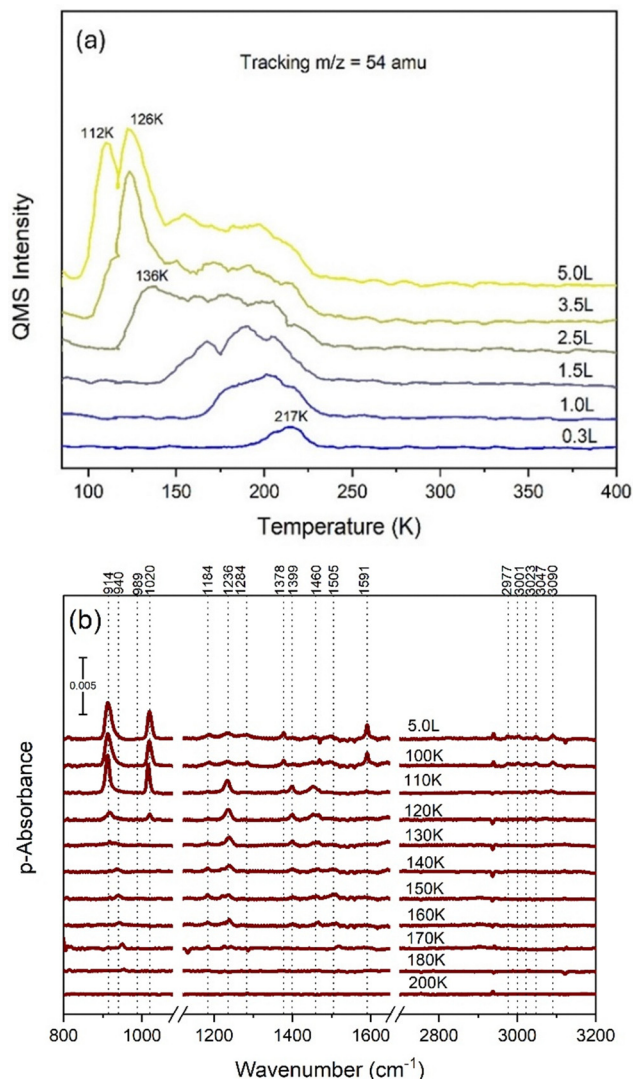 (a)
Tracking m/z = 54 amu
126K
112K
136K
217K
5.0L
3.5L
2.5L
1.5L
1.0L
0.3L
QMS Intensity
100 150 200 250 300 350 400
Temperature (K)
914 940 989 1020 1184 1236 1284 1378 1399 1460 1505 1591 2977 3001 3023 3047 3090
(b)
0.005
5.0L
100K
110K
120K
130K
140K
150K
160K
170K
180K
200K
p-Absorbance
800 1000 1200 1400 1600 2800 3000 3200
Wavenumber (cm⁻¹)